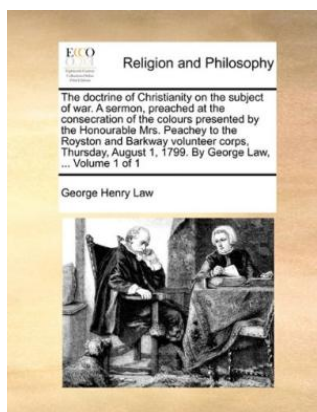 ECCO
Religion and Philosophy
The doctrine of Christianity on the subject
of war. A sermon, preached at the
consecration of the colours presented by
the Honourable Mrs. Peachey to the
Royston and Barkway volunteer corps,
Thursday, August 1, 1799. By George Law,
... Volume 1 of 1
George Henry Law